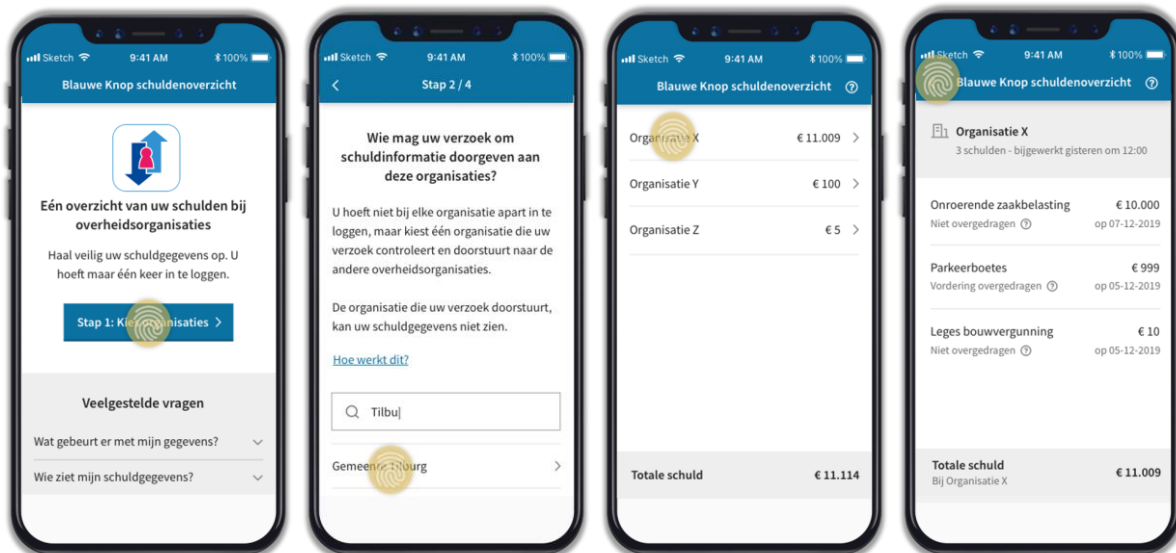 Sketch 9:41 AM 100%
Blauwe Knop schuldenoverzicht
Eén overzicht van uw schulden bij
overheidsorganisaties
Haal veilig uw schuldgegevens op. U
hoeft maar één keer in te loggen.
Stap 1: Kies organisaties >
Veelgestelde vragen
Wat gebeurt er met mijn gegevens?
Wie ziet mijn schuldgegevens?
Sketch 9:41 AM 100%
< Stap 2 / 4
Wie mag uw verzoek om
schuldinformatie doorgeven aan
deze organisaties?
U hoeft niet bij elke organisatie apart in te
loggen, maar kiest één organisatie die uw
verzoek controleert en doorstuurt naar de
andere overheidsorganisaties.
De organisatie die uw verzoek doorstuurt,
kan uw schuldgegevens niet zien.
Hoe werkt dit?
Tilbu
Gemeente Tilburg >
Sketch 9:41 AM 100%
Blauwe Knop schuldenoverzicht ?
Organisatie X € 11.009 >
Organisatie Y € 100 >
Organisatie Z € 5 >
Totale schuld € 11.114
Sketch 9:41 AM 100%
Blauwe Knop schuldenoverzicht ?
Organisatie X
3 schulden - bijgewerkt gisteren om 12:00
Onroerende zaakbelasting € 10.000
Niet overgedragen ? op 07-12-2019
Parkeerboetes € 999
Vordering overgedragen ? op 05-12-2019
Leges bouwvergunning € 10
Niet overgedragen ? op 05-12-2019
Totale schuld € 11.009
Bij Organisatie X